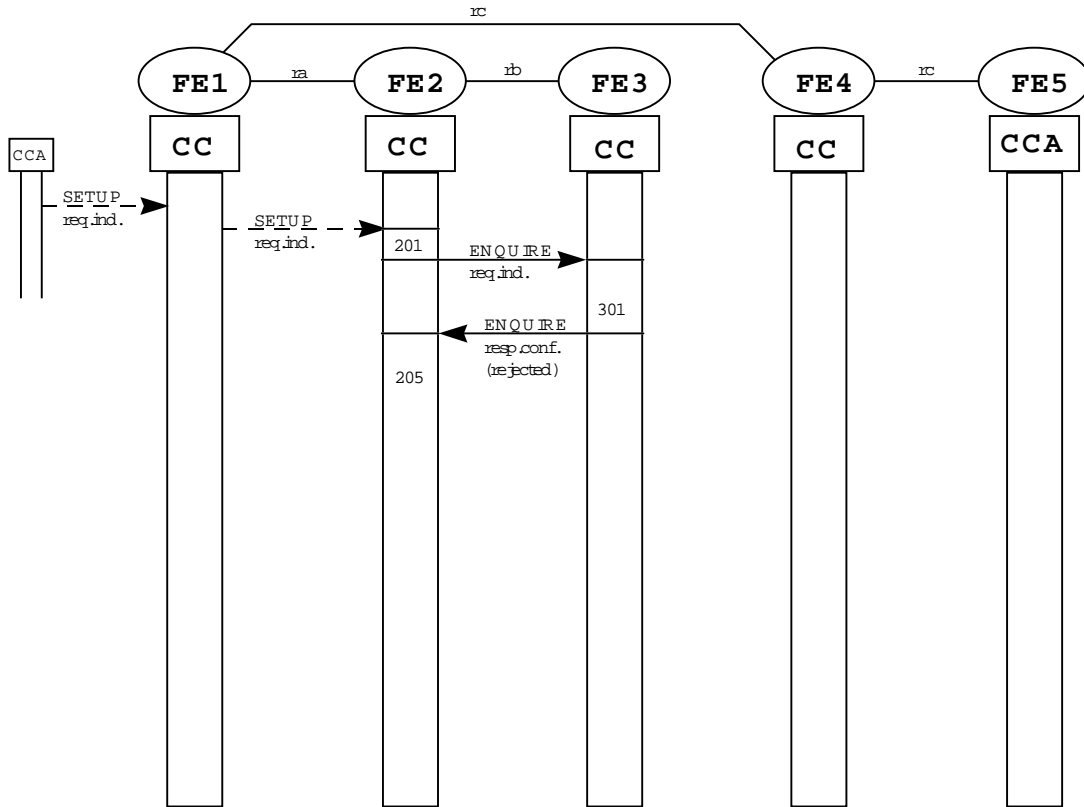 rc
FE1 ra FE2 rb FE3 FE4 rc FE5
CCA CC CC CC CC CCA
SETUP
req.ind.
SETUP
req.ind.
201
ENQUIRE
req.ind.
301
ENQUIRE
resp.conf.
(rejected)
205